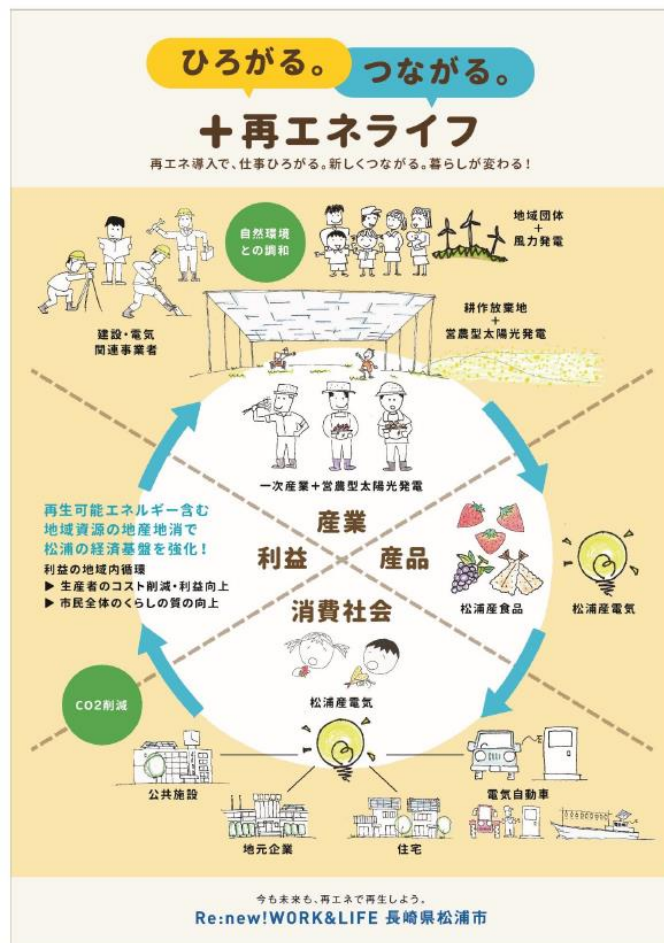 ひろがる。
つながる。
＋再エネライフ
再エネ導入で、仕事ひろがる。新しくつながる。暮らしが変わる！
自然環境
との調和
地域団体
＋
風力発電
建設・電気
関連事業者
耕作放棄地
＋
営農型太陽光発電
一次産業＋営農型太陽光発電
産業
利益
産品
消費社会
再生可能エネルギー含む
地域資源の地産地消で
松浦の経済基盤を強化！
利益の地域内循環
▶ 生産者のコスト削減・利益向上
▶ 市民全体のくらしの質の向上
松浦産食品
松浦産電気
松浦産電気
CO2削減
公共施設
地元企業
住宅
電気自動車
今も未来も、再エネで再生しよう。
Re:new!WORK&LIFE 長崎県松浦市